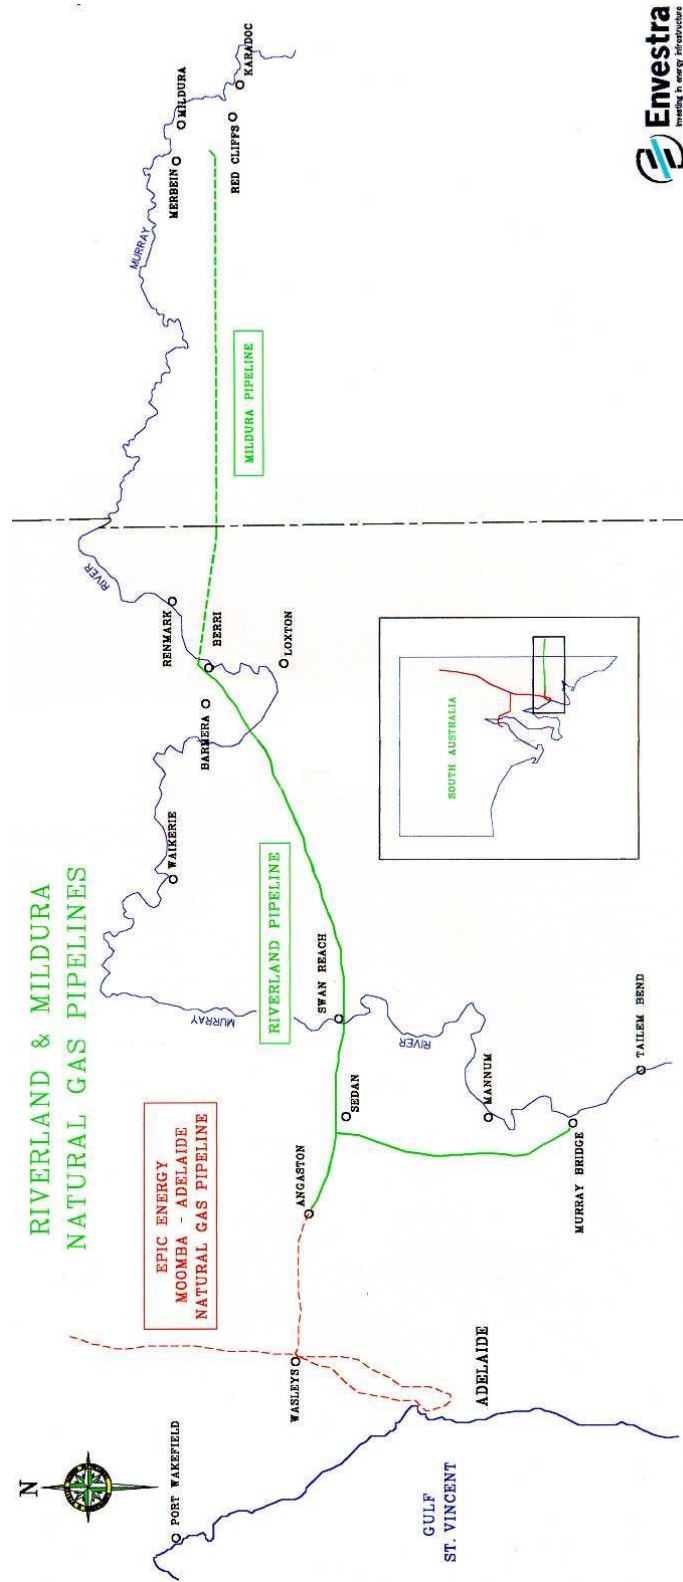 RIVERLAND & MILDURA
NATURAL GAS PIPELINES
N
PORT WAKEFIELD
GULF
ST. VINCENT
ADELAIDE
WASLEYS
EPIC ENERGY
MOOMBA - ADELAIDE
NATURAL GAS PIPELINE
ANGASTON
SEDAN
MANNUM
MURRAY BRIDGE
TAILEM BEND
SWAN REACH
MURRAY
RIVER
RIVERLAND PIPELINE
WAIKERIE
BARMERA
BERRI
LOXTON
RENMARK
RIVER
MURRAY
MILDURA PIPELINE
MERBEIN
MILDURA
RED CLIFFS
KARADOC
SOUTH AUSTRALIA
Envestra
Investing in energy infrastructure